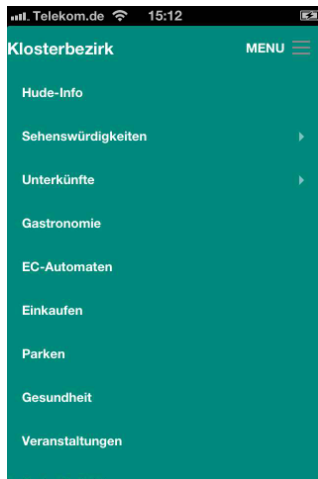 Telekom.de 15:12
Klosterbezirk MENU
Hude-Info
Sehenswürdigkeiten
Unterkünfte
Gastronomie
EC-Automaten
Einkaufen
Parken
Gesundheit
Veranstaltungen